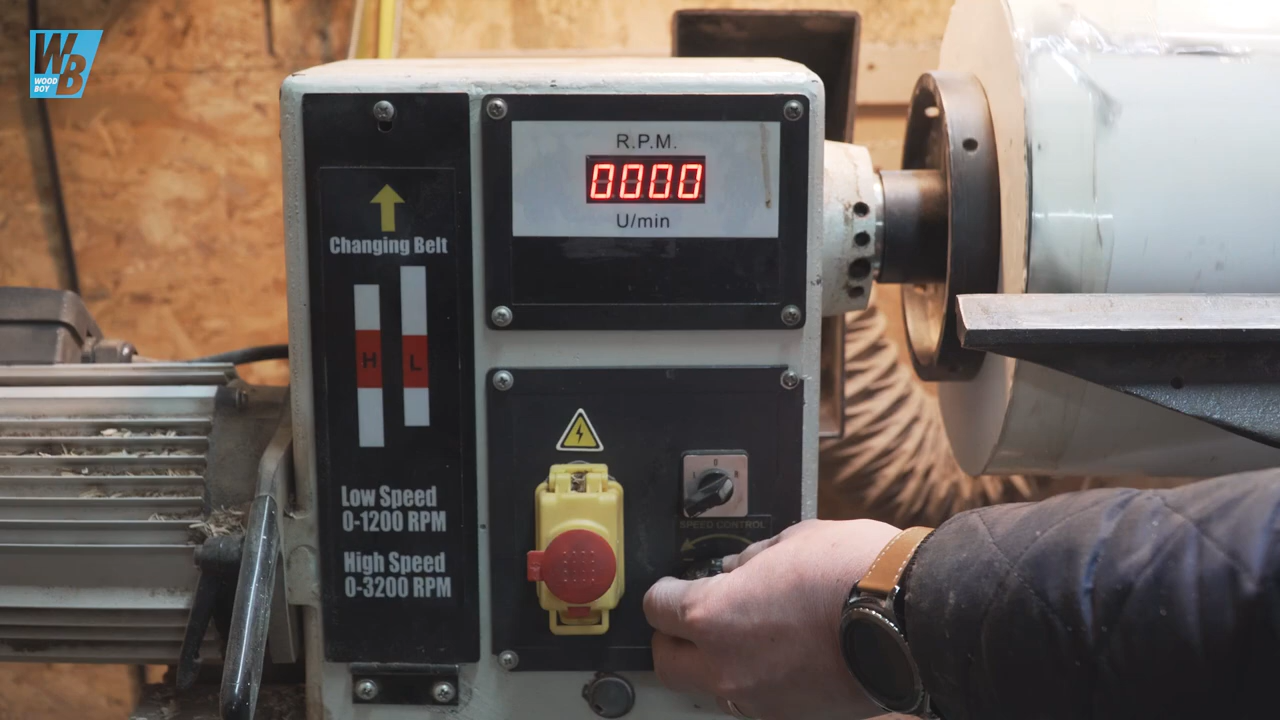 WB
WOOD
BOY
R.P.M.
0000
U/min
Changing Belt
H L
Low Speed
0-1200 RPM
High Speed
0-3200 RPM
SPEED CONTROL